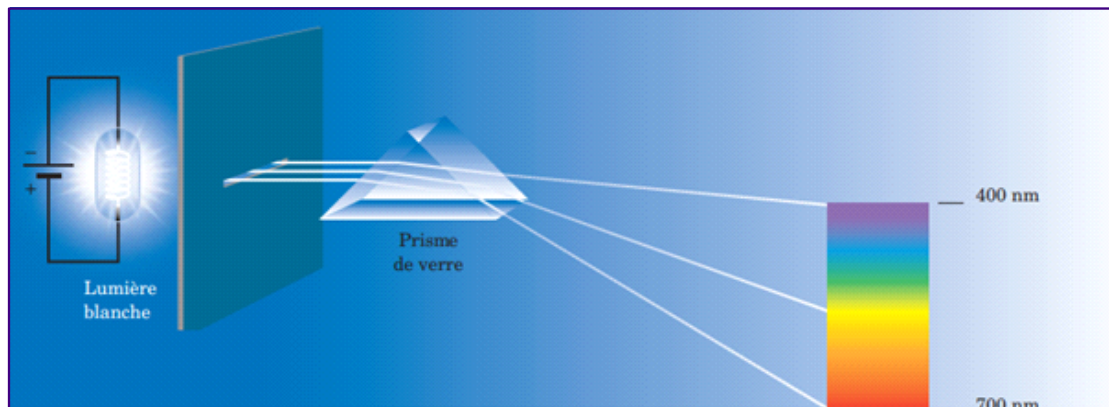 −
+
Lumière
blanche
Prisme
de verre
400 nm
700 nm